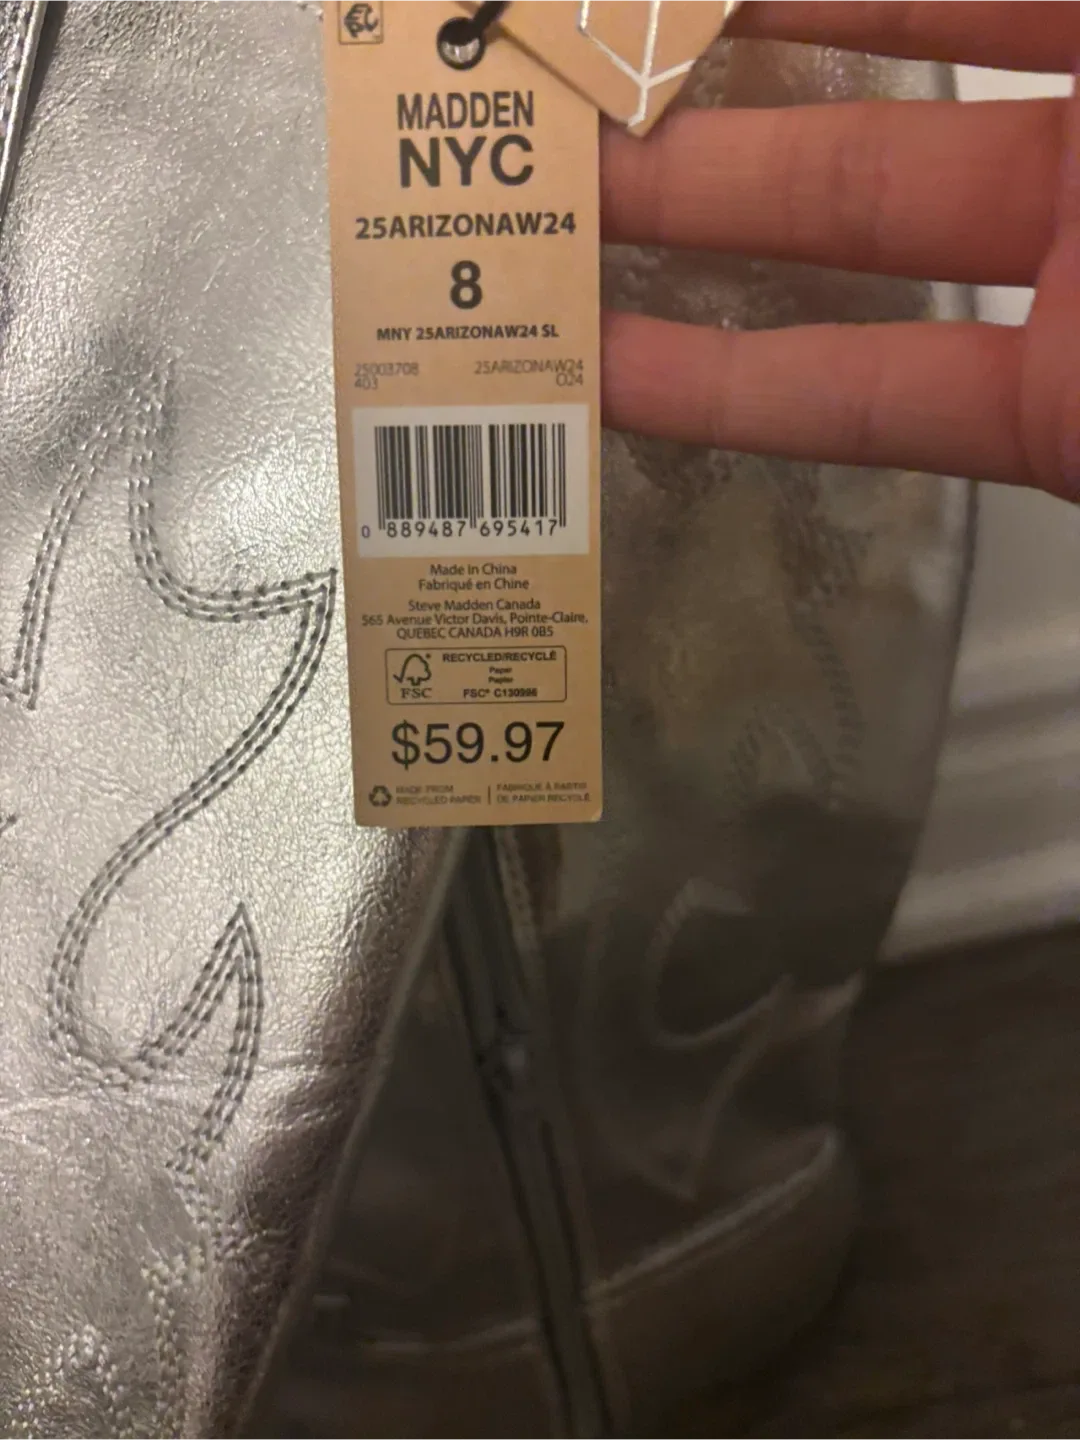 MADDEN
NYC
25ARIZONAW24
8
MNY 25ARIZONAW24 SL
25003708 25ARIZONAW24
403 O24
0 889487 695417
Made in China
Fabriqué en Chine
Steve Madden Canada
565 Avenue Victor Davis, Pointe-Claire,
QUEBEC CANADA H9R 0B5
RECYCLED/RECYCLÉ
Paper
Papier
FSC
FSC® C130996
$59.97
MADE FROM FABRIQUÉ À PARTIR
RECYCLED PAPER DE PAPIER RECYCLÉ